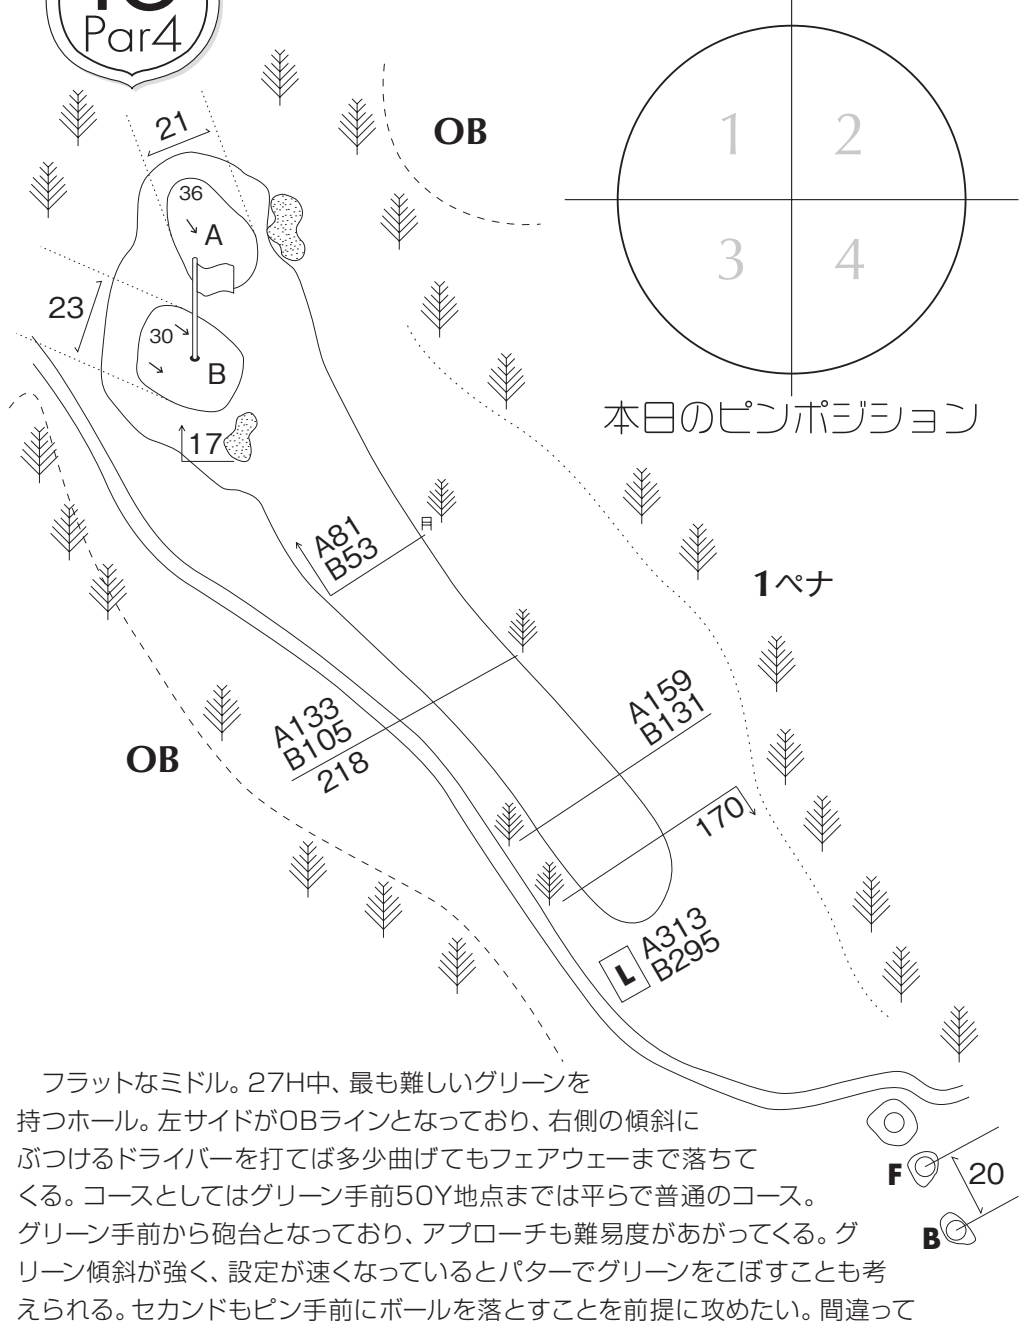 Par4
21
OB
1
2
36
A
3
4
23
30
B
本日のピンポジション
17
A81
B53
1ペナ
A159
B131
A133
B105
218
OB
170
A313
B295
L
フラットなミドル。27H中、最も難しいグリーンを
持つホール。左サイドがOBラインとなっており、右側の傾斜に
ぶつけるドライバーを打てば多少曲げてもフェアウェーまで落ちて
くる。コースとしてはグリーン手前50Y地点までは平らで普通のコース。
グリーン手前から砲台となっており、アプローチも難易度があがってくる。グ
リーン傾斜が強く、設定が速くなっているとパターでグリーンをこぼすことも考
えられる。セカンドもピン手前にボールを落とすことを前提に攻めたい。間違って
F
20
B